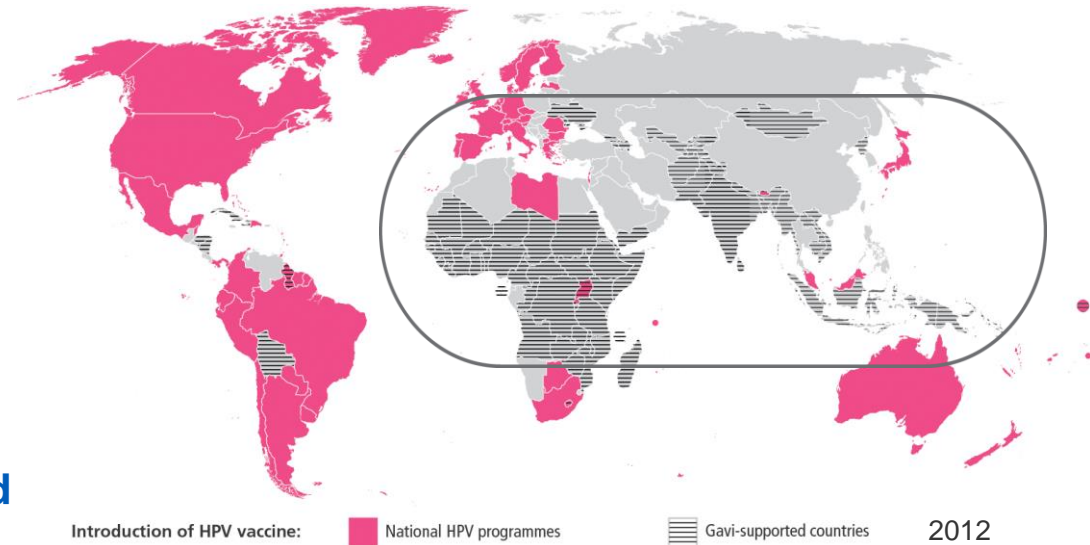 d
Introduction of HPV vaccine: National HPV programmes Gavi-supported countries 2012